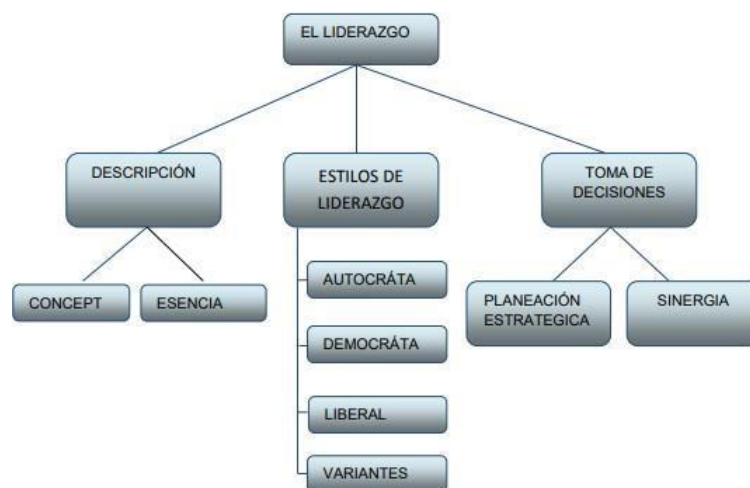 EL LIDERAZGO
DESCRIPCIÓN
ESTILOS DE
LIDERAZGO
TOMA DE
DECISIONES
CONCEPT
ESENCIA
AUTOCRÁTA
DEMOCRÁTA
LIBERAL
VARIANTES
PLANEACIÓN
ESTRATEGICA
SINERGIA